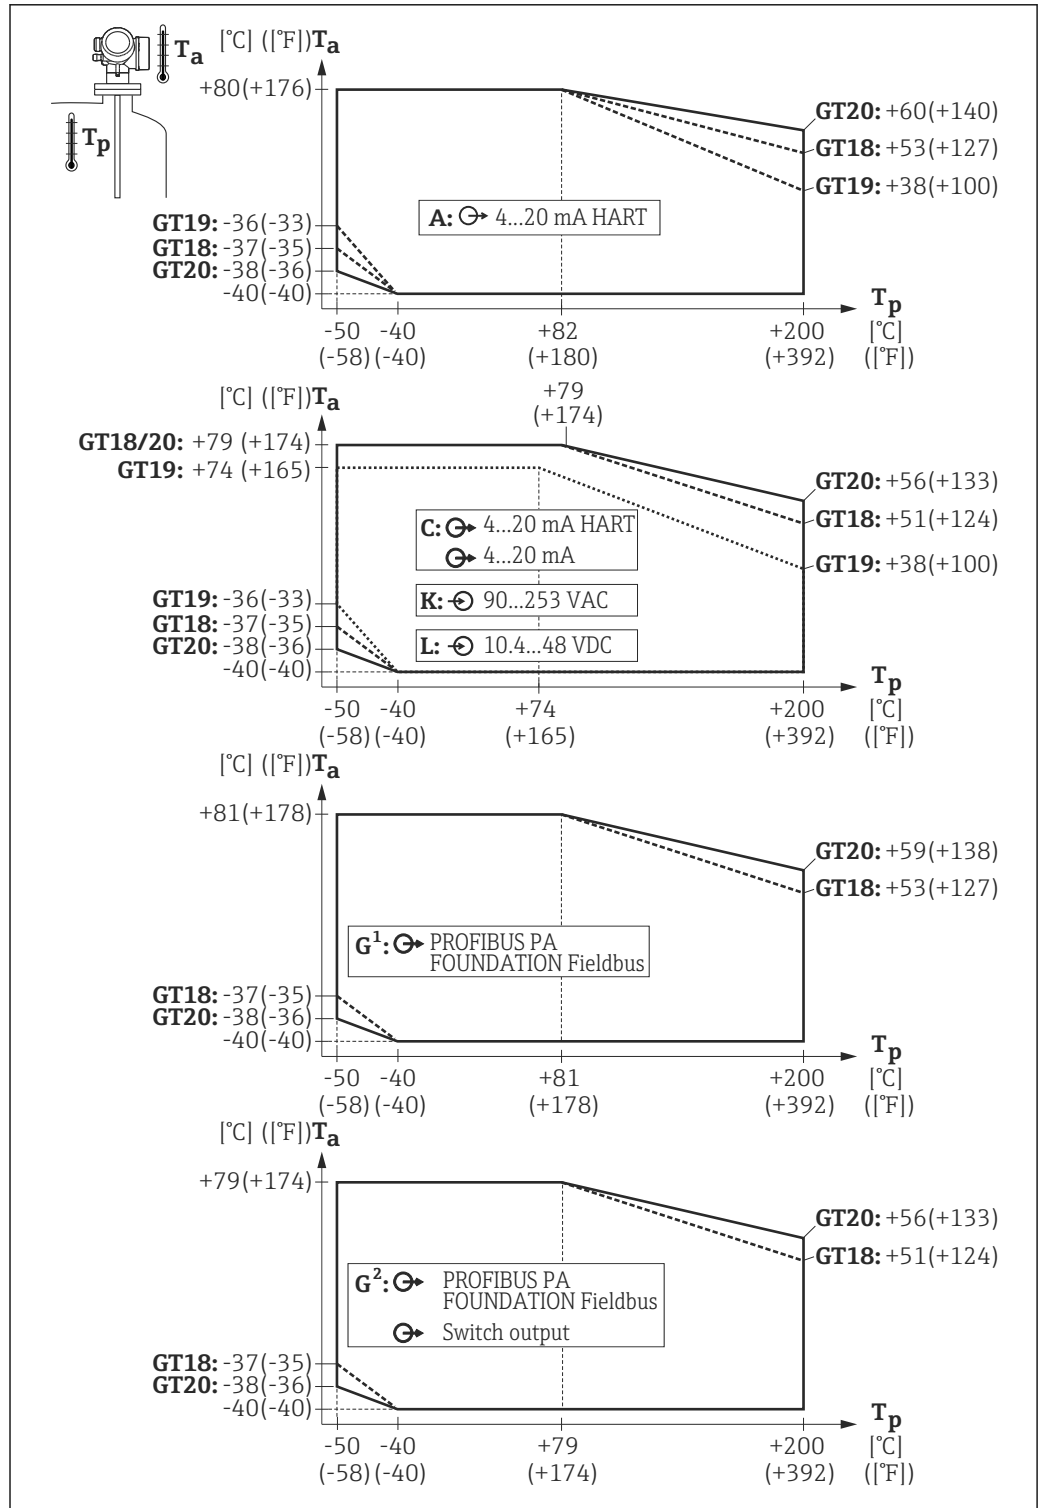 [°C] ([°F])Ta
Ta
Tp
+80(+176)
GT20: +60(+140)
GT18: +53(+127)
GT19: +38(+100)
A: 4...20 mA HART
GT19: -36(-33)
GT18: -37(-35)
GT20: -38(-36)
-40(-40)
Tp
-50 -40 +82 +200 [°C]
(-58) (-40) (+180) (+392) ([°F])
[°C] ([°F])Ta
+79
(+174)
GT18/20: +79 (+174)
GT19: +74 (+165)
GT20: +56(+133)
GT18: +51(+124)
GT19: +38(+100)
C: 4...20 mA HART
4...20 mA
K: 90...253 VAC
L: 10.4...48 VDC
GT19: -36(-33)
GT18: -37(-35)
GT20: -38(-36)
-40(-40)
Tp
-50 -40 +74 +200 [°C]
(-58) (-40) (+165) (+392) ([°F])
[°C] ([°F])Ta
+81(+178)
GT20: +59(+138)
GT18: +53(+127)
G1: PROFIBUS PA
FOUNDATION Fieldbus
GT18: -37(-35)
GT20: -38(-36)
-40(-40)
Tp
-50 -40 +81 +200 [°C]
(-58) (-40) (+178) (+392) ([°F])
[°C] ([°F])Ta
+79(+174)
GT20: +56(+133)
GT18: +51(+124)
G2: PROFIBUS PA
FOUNDATION Fieldbus
Switch output
GT18: -37(-35)
GT20: -38(-36)
-40(-40)
Tp
-50 -40 +79 +200 [°C]
(-58) (-40) (+174) (+392) ([°F])